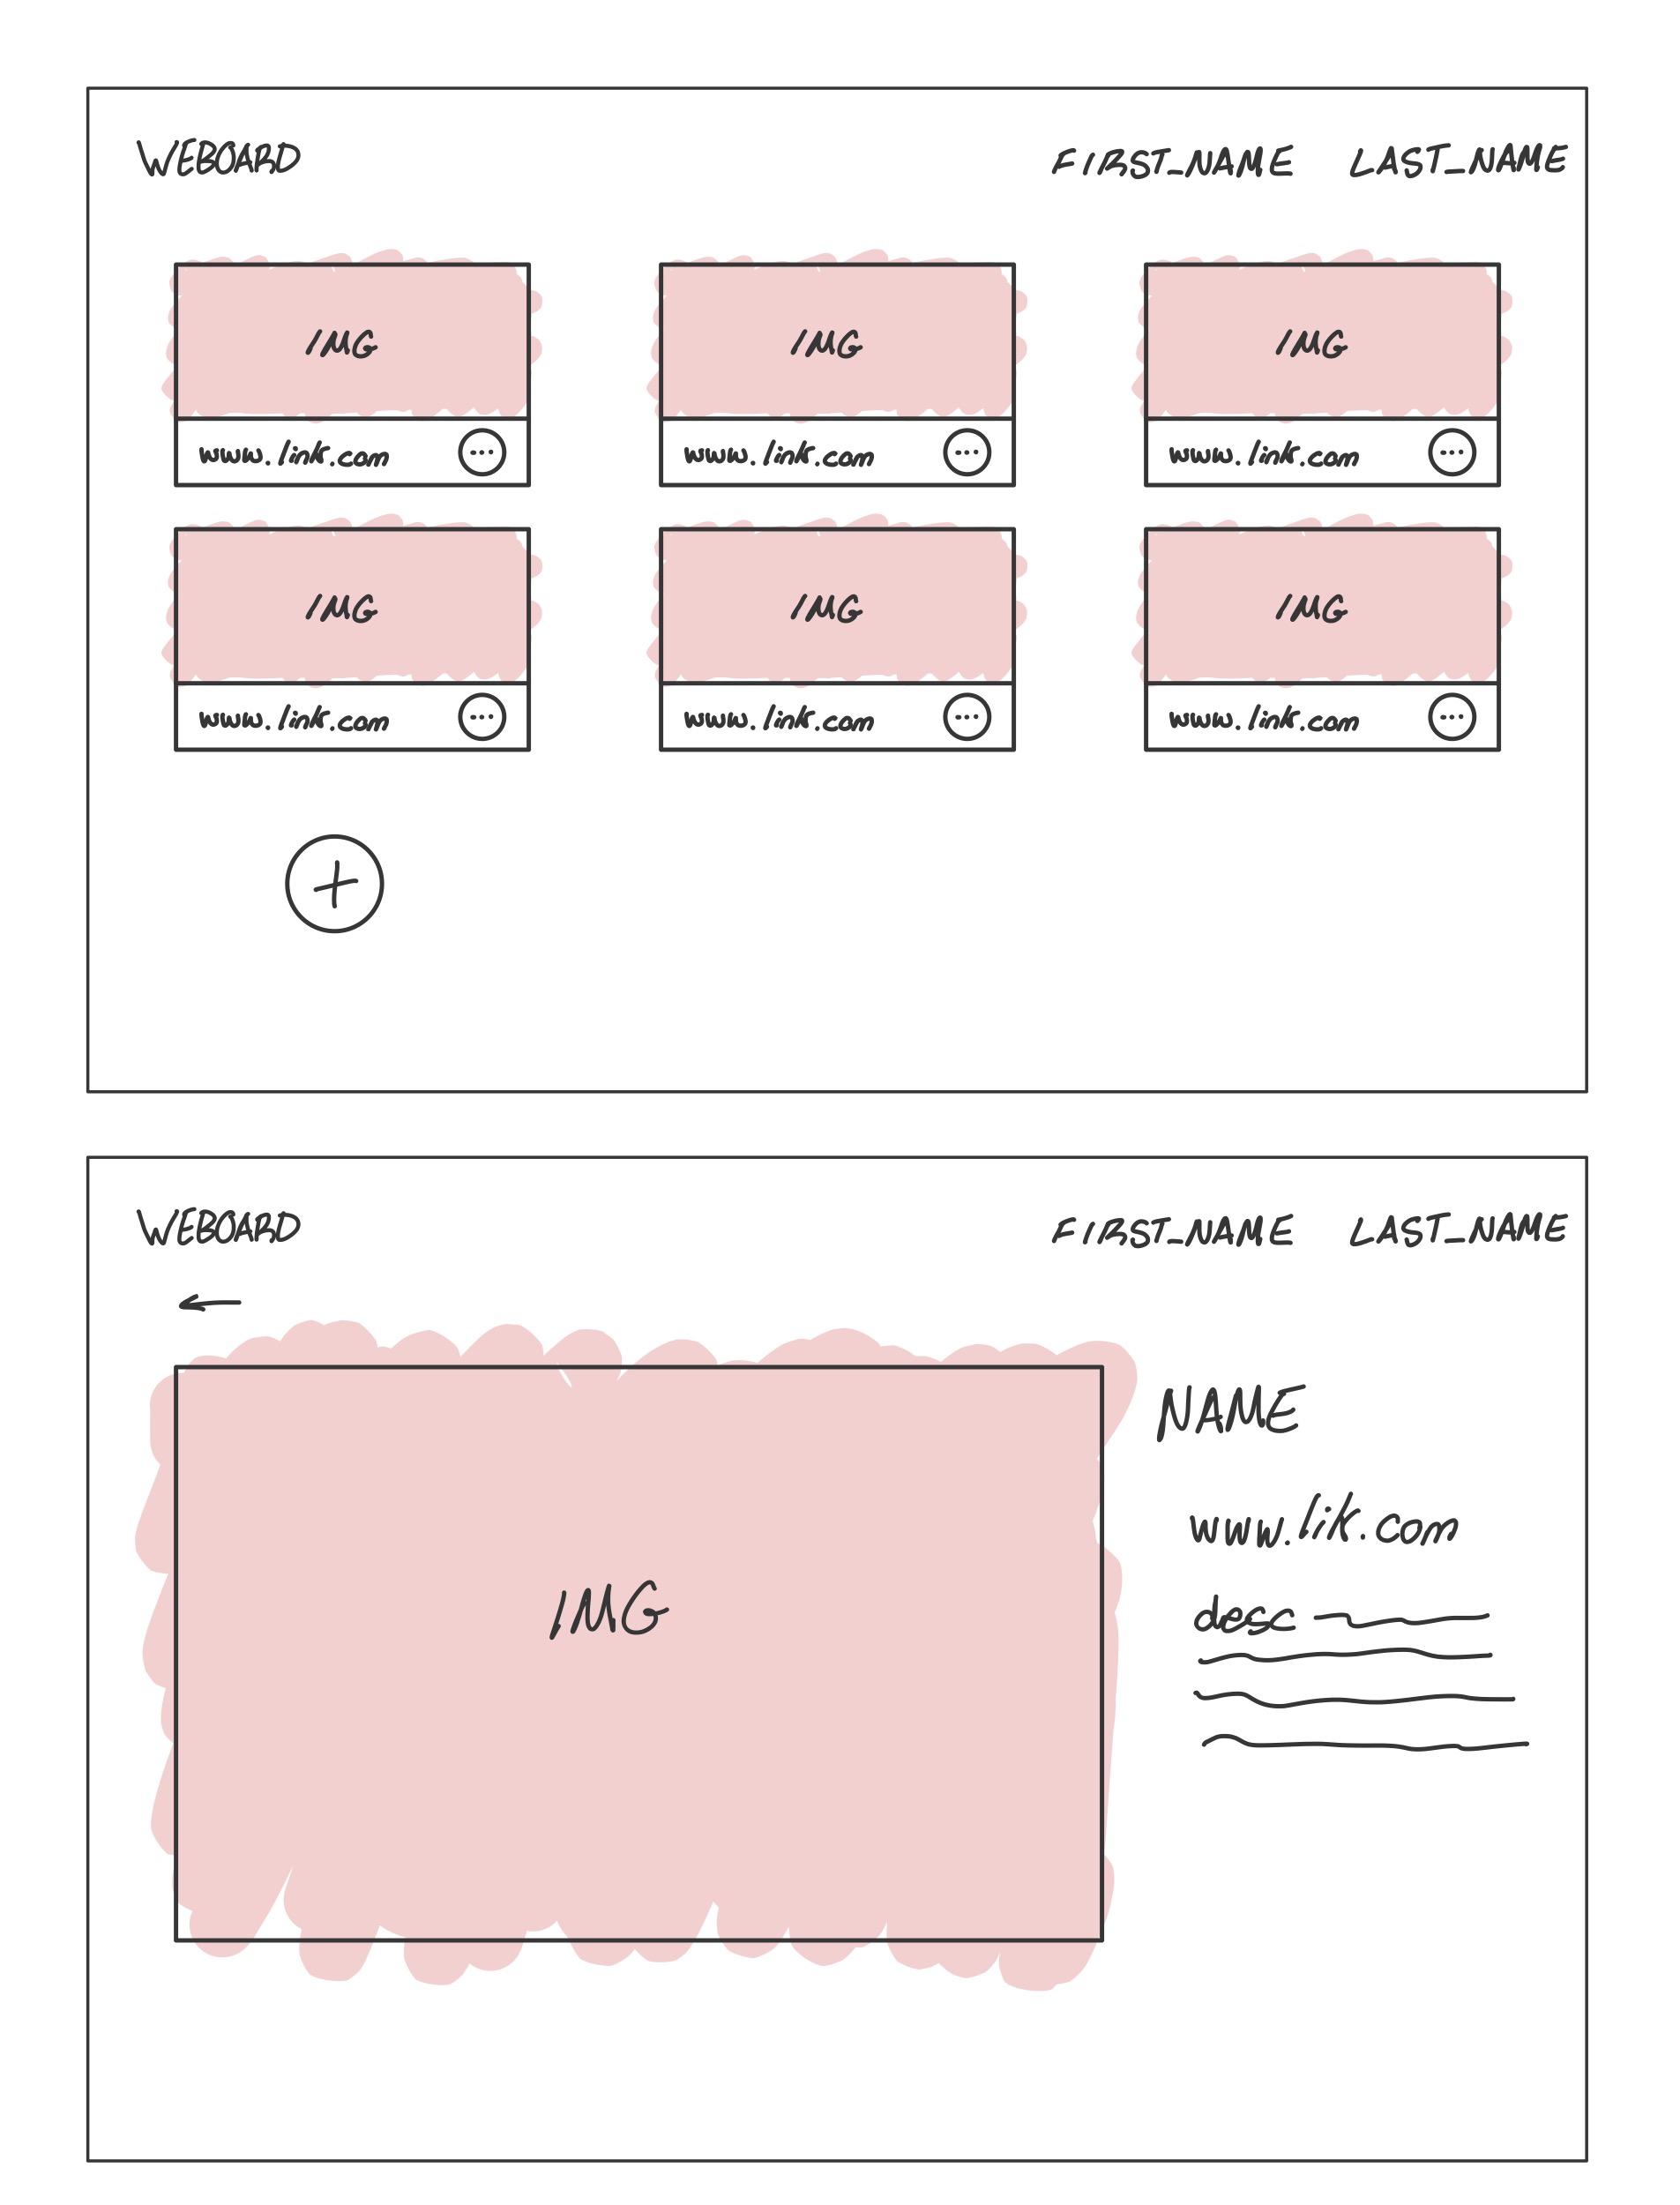 WEBOARD FIRST_NAME LAST_NAME
IMG IMG IMG
www.link.com ... www.link.com ... www.link.com ...
IMG IMG IMG
www.link.com ... www.link.com ... www.link.com ...
+
WEBOARD FIRST_NAME LAST_NAME
←
NAME
www.lik.com
IMG
desc